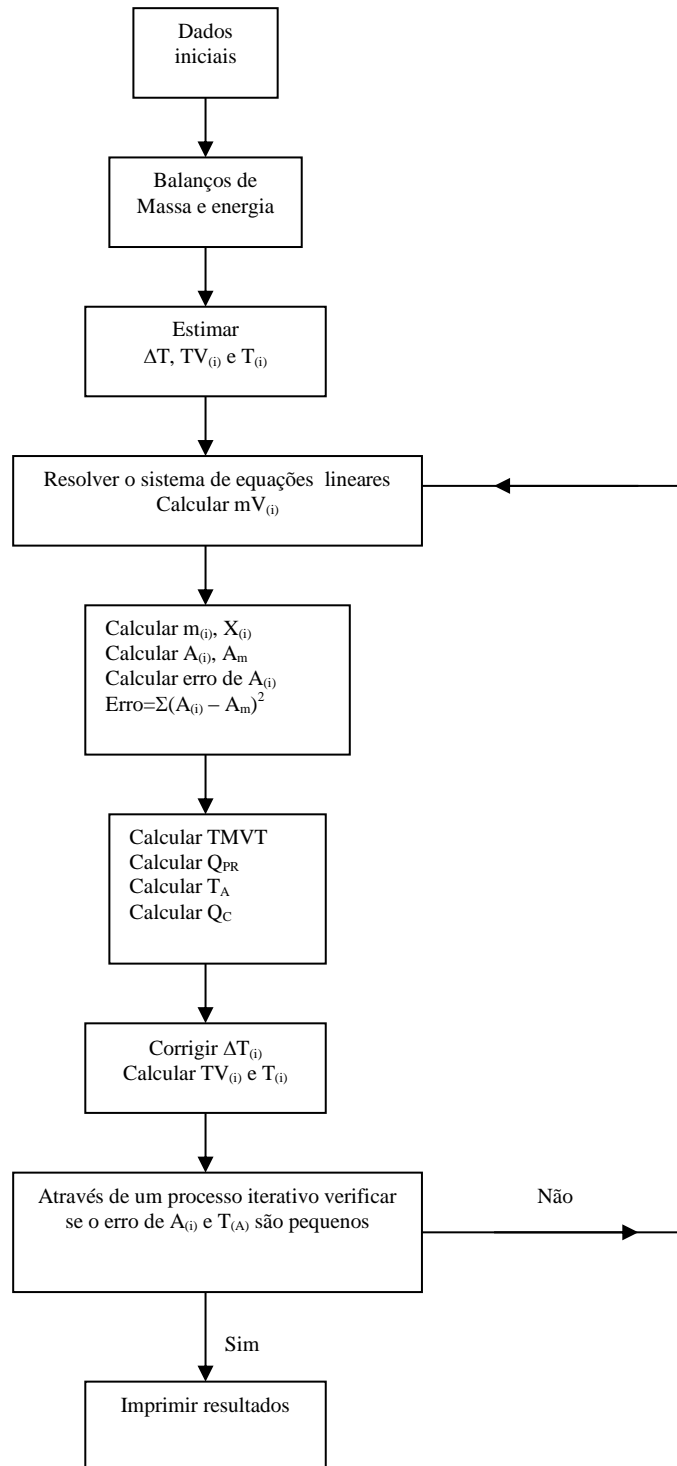 Dados
iniciais
Balanços de
Massa e energia
Estimar
ΔT, TV(i) e T(i)
Resolver o sistema de equações lineares
Calcular mV(i)
Calcular m(i), X(i)
Calcular A(i), Am
Calcular erro de A(i)
Erro=Σ(A(i) – Am)²
Calcular TMVT
Calcular QPR
Calcular TA
Calcular QC
Corrigir ΔT(i)
Calcular TV(i) e T(i)
Através de um processo iterativo verificar
se o erro de A(i) e T(A) são pequenos
Não
Sim
Imprimir resultados